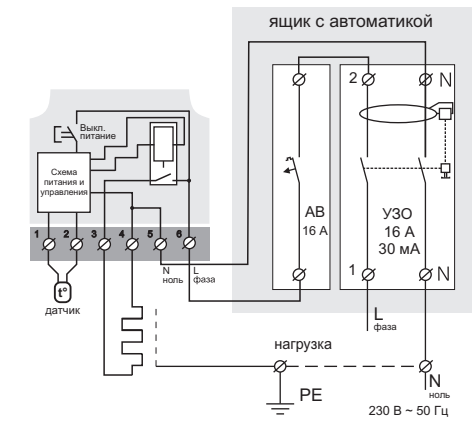 ящик с автоматикой
2
N
Выкл.
питание
Схема
питания и
управления
АВ
16 А
УЗО
16 А
30 мА
1 2 3 4 5 6
N
ноль
L
фаза
1
N
t°
датчик
L
фаза
нагрузка
PE
N
ноль
230 В ~ 50 Гц